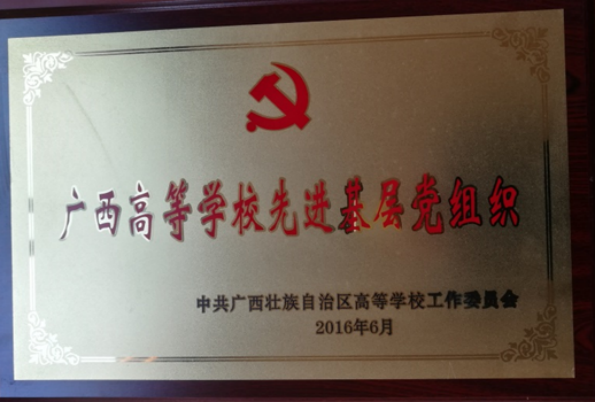 广西高等学校先进基层党组织
中共广西壮族自治区高等学校工作委员会
2016年6月